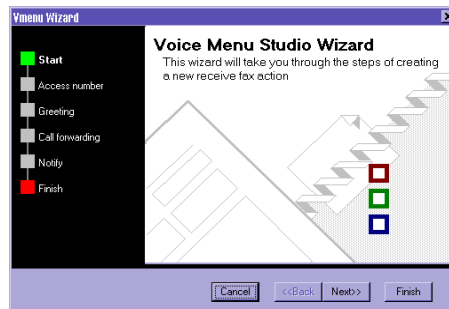 Vmenu Wizard
Start
Access number
Greeting
Call forwarding
Notify
Finish
Voice Menu Studio Wizard
This wizard will take you through the steps of creating
a new receive fax action
Cancel <<Back Next>> Finish